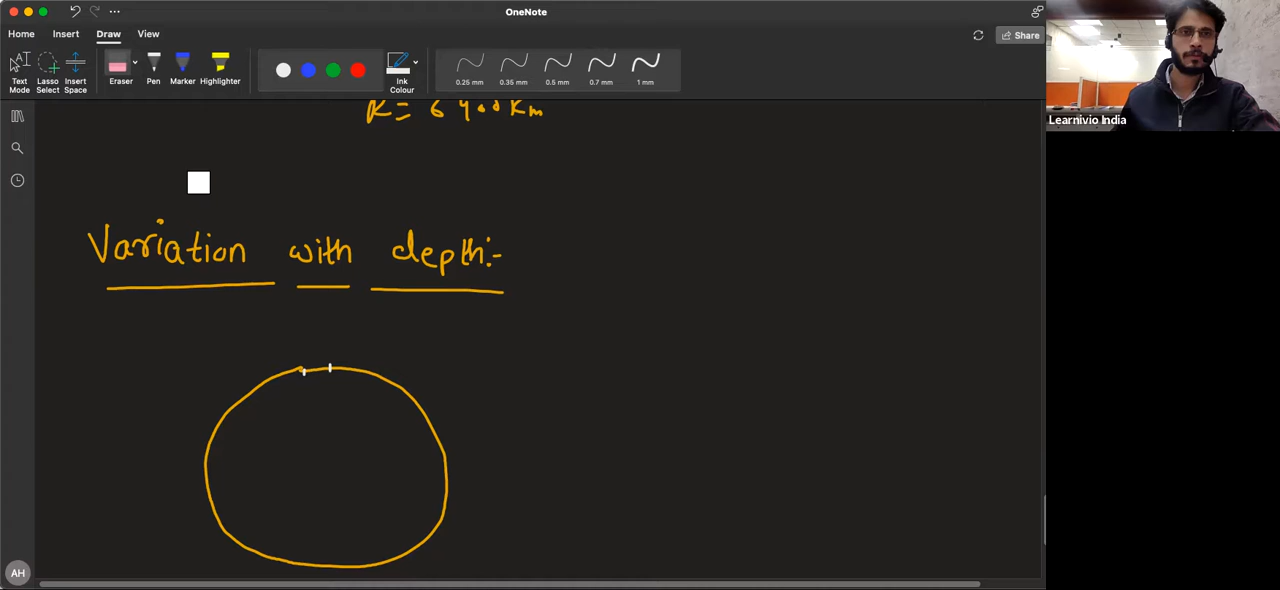 OneNote
Home Insert Draw View
Share
Text Mode
Lasso Select
Insert Space
Eraser
Pen
Marker
Highlighter
Ink Colour
0.25 mm 0.35 mm 0.5 mm 0.7 mm 1 mm
Learnivio India
R = 6400 Km
Variation with depth:-
AH